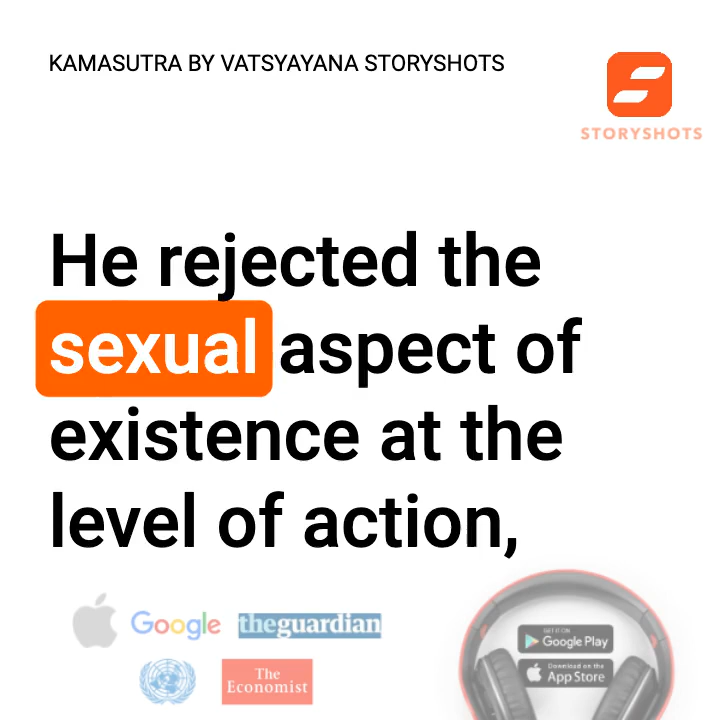 KAMASUTRA BY VATSYAYANA STORYSHOTS
STORYSHOTS
He rejected the
sexual aspect of
existence at the
level of action,
Google theguardian
The
Economist
GET IT ON
Google Play
Download on the
App Store